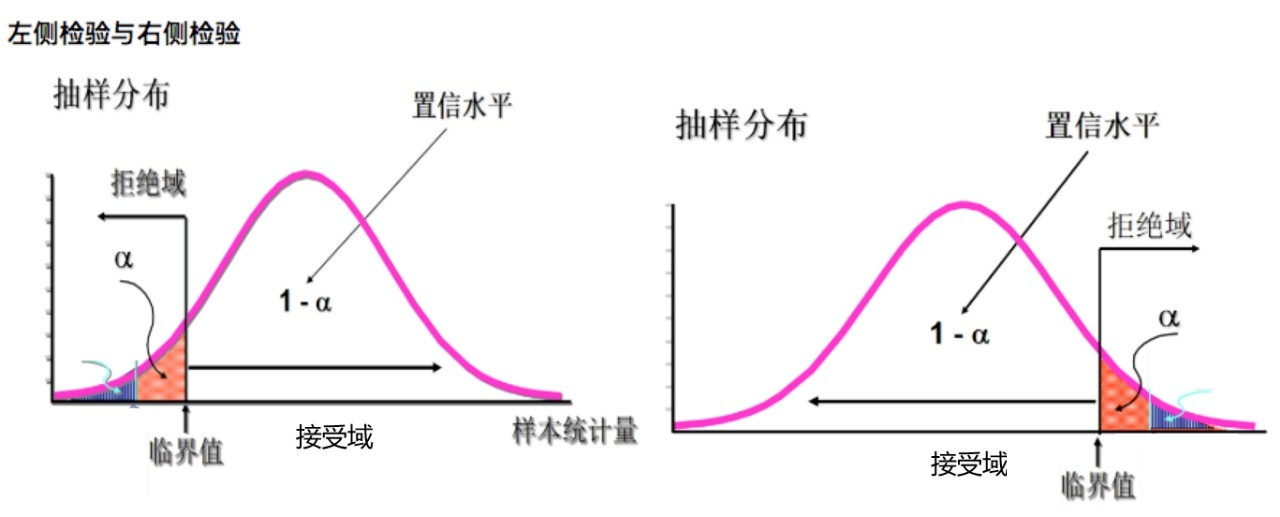 左侧检验与右侧检验
抽样分布
置信水平
拒绝域
α
1 - α
临界值
接受域
样本统计量
抽样分布
置信水平
拒绝域
α
1 - α
接受域
临界值